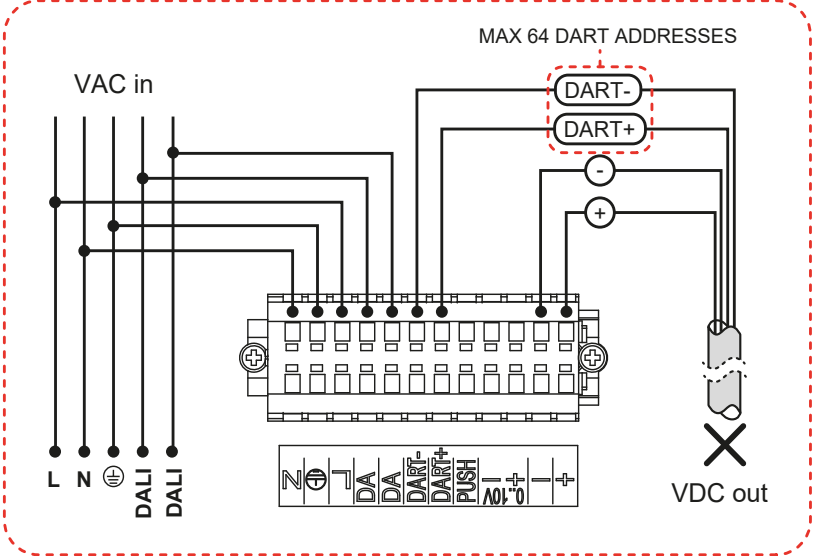 MAX 64 DART ADDRESSES
VAC in
DART-
DART+
-
+
L N DALI DALI
N L DA DA DART- DART+ PUSH - + 0..10V - +
VDC out